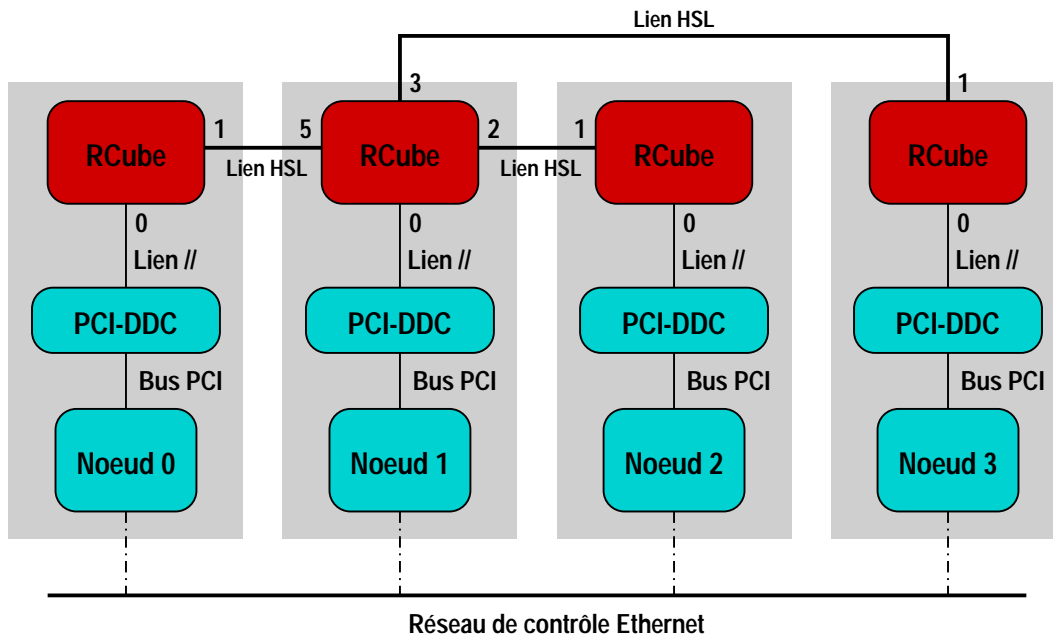 Lien HSL
3
1
1
5
2
1
RCube
RCube
RCube
RCube
Lien HSL
Lien HSL
0
0
0
0
Lien //
Lien //
Lien //
Lien //
PCI-DDC
PCI-DDC
PCI-DDC
PCI-DDC
Bus PCI
Bus PCI
Bus PCI
Bus PCI
Noeud 0
Noeud 1
Noeud 2
Noeud 3
Réseau de contrôle Ethernet